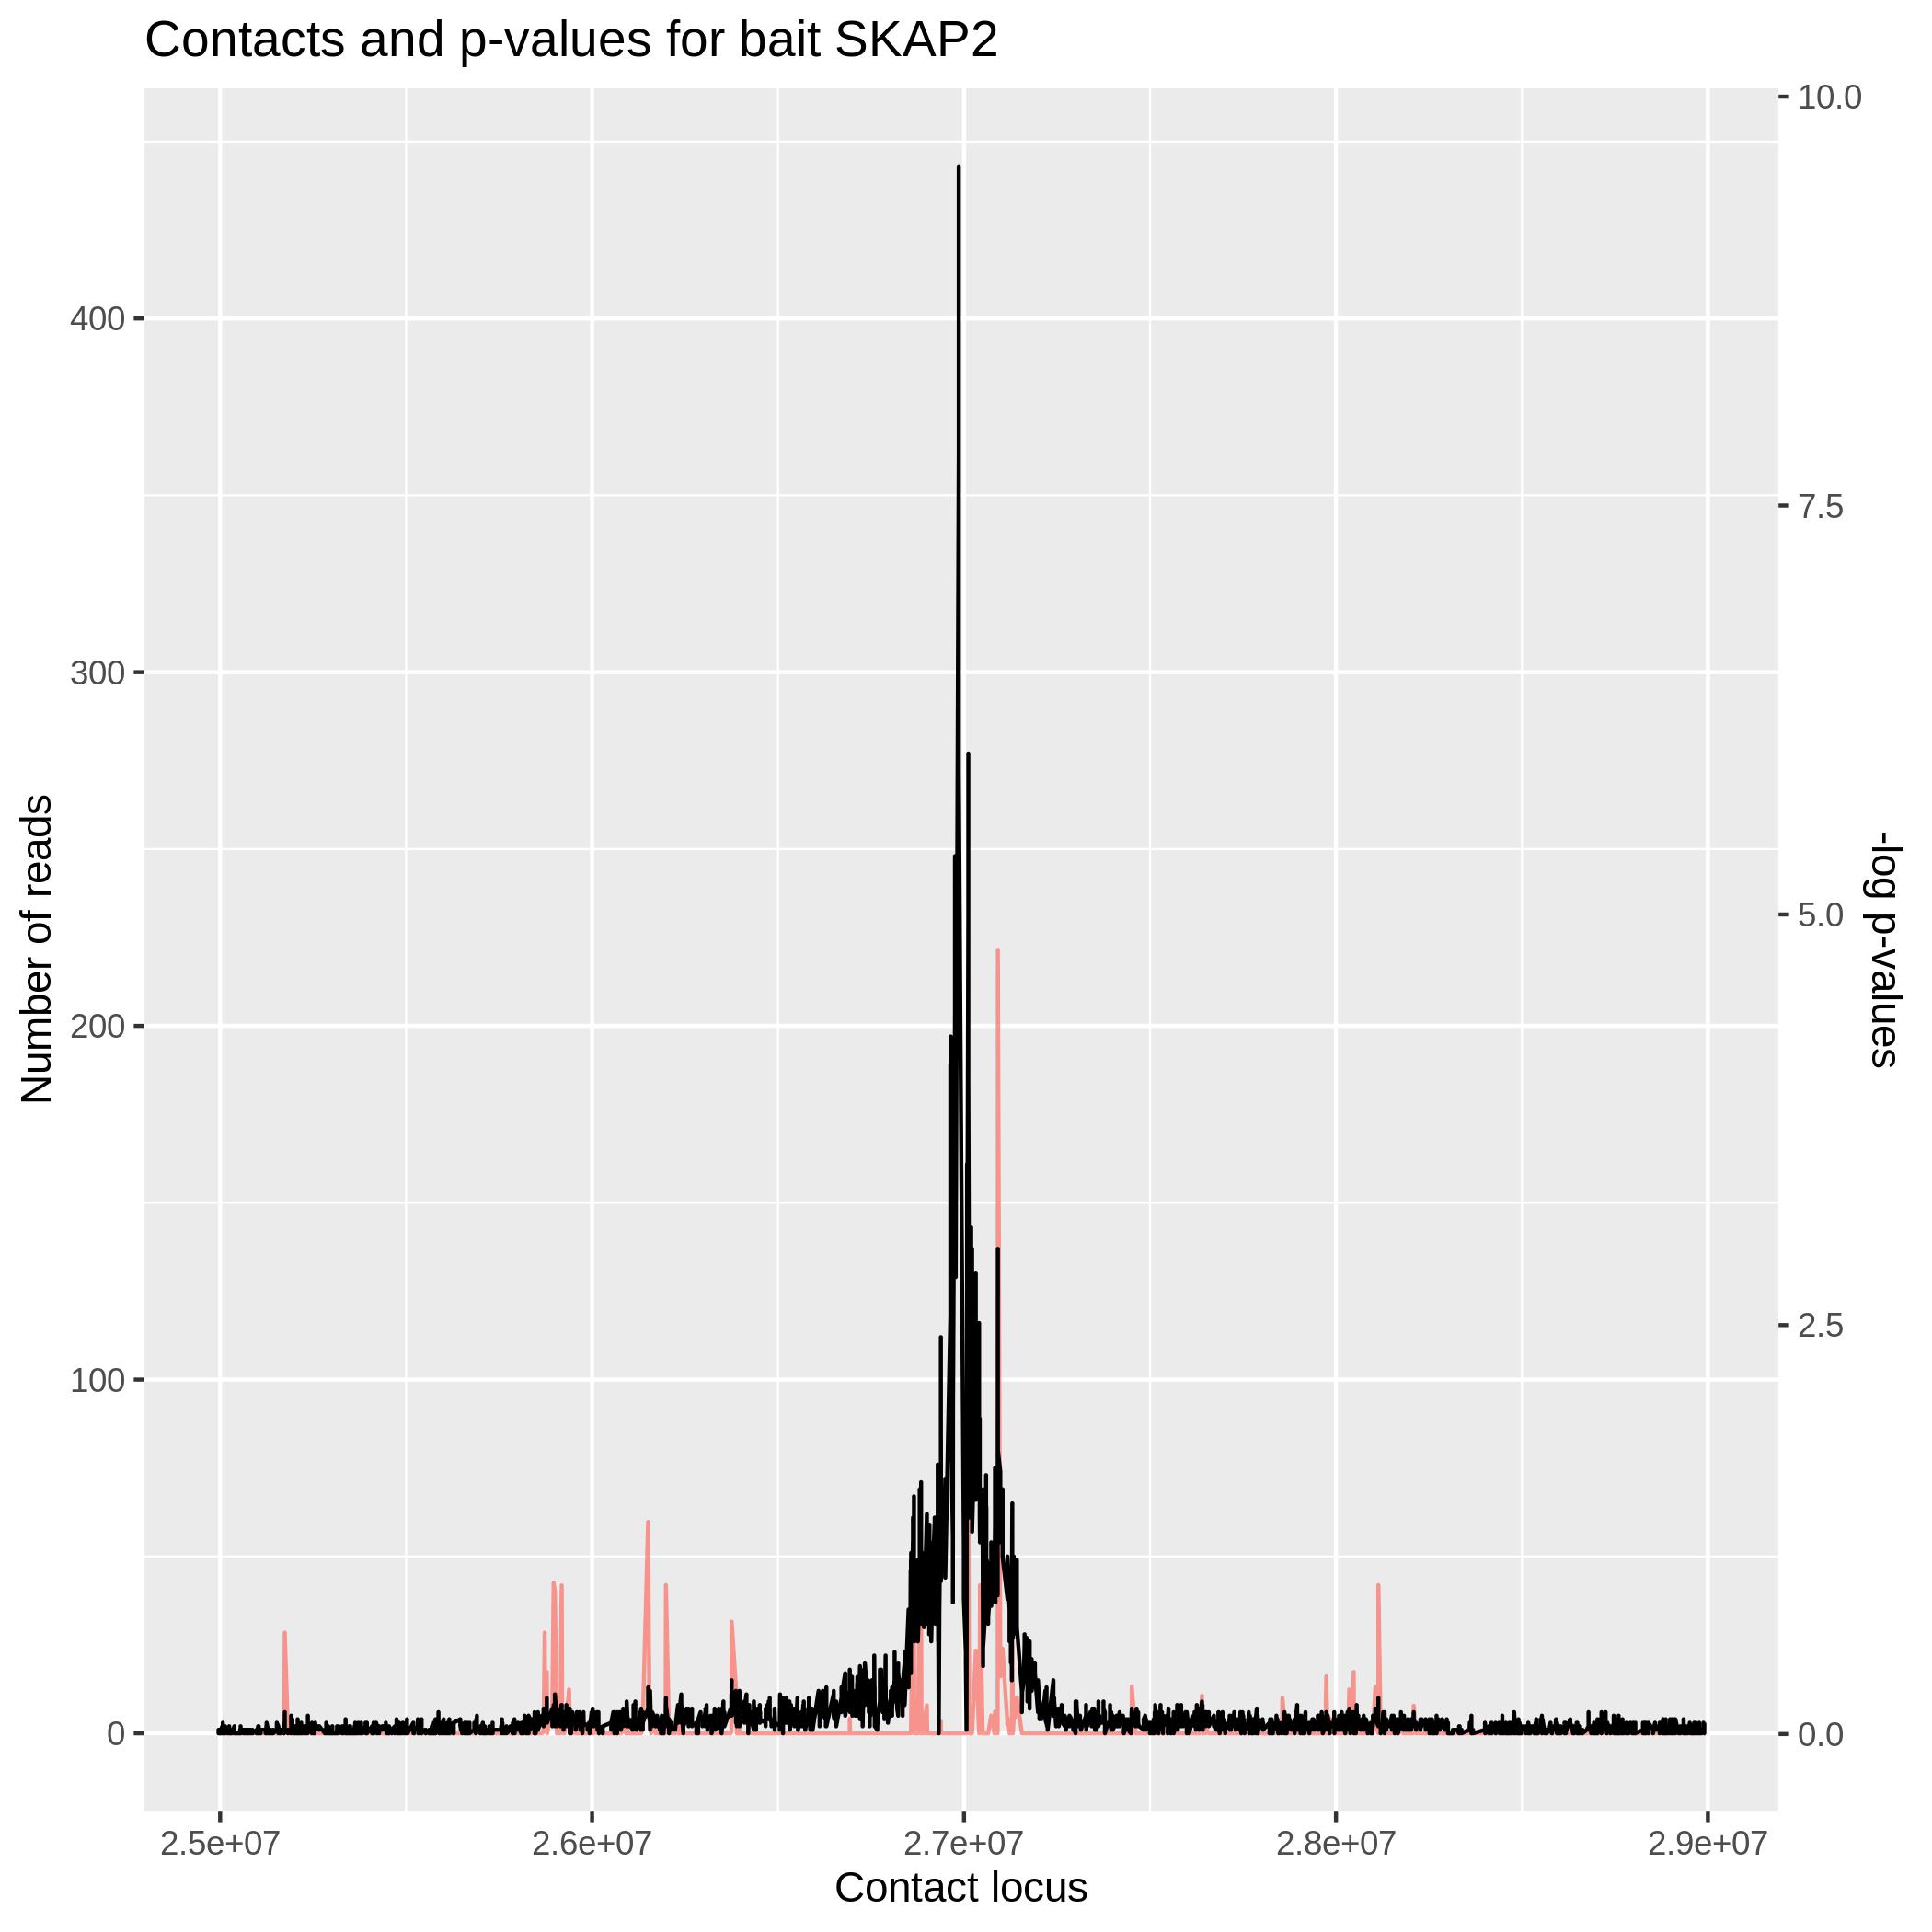 Contacts and p-values for bait SKAP2
10.0
400
7.5
300
5.0
Number of reads
-log p-values
200
2.5
100
0
0.0
2.5e+07 2.6e+07 2.7e+07 2.8e+07 2.9e+07
Contact locus